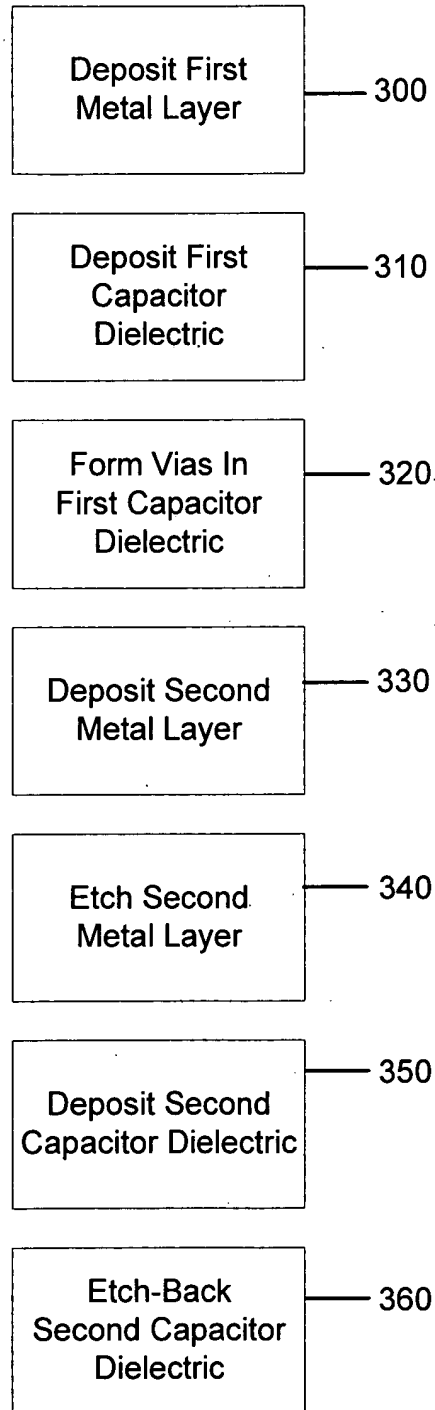 Deposit First
Metal Layer
300
Deposit First
Capacitor
Dielectric
310
Form Vias In
First Capacitor
Dielectric
320
Deposit Second
Metal Layer
330
Etch Second
Metal Layer
340
Deposit Second
Capacitor Dielectric
350
Etch-Back
Second Capacitor
Dielectric
360